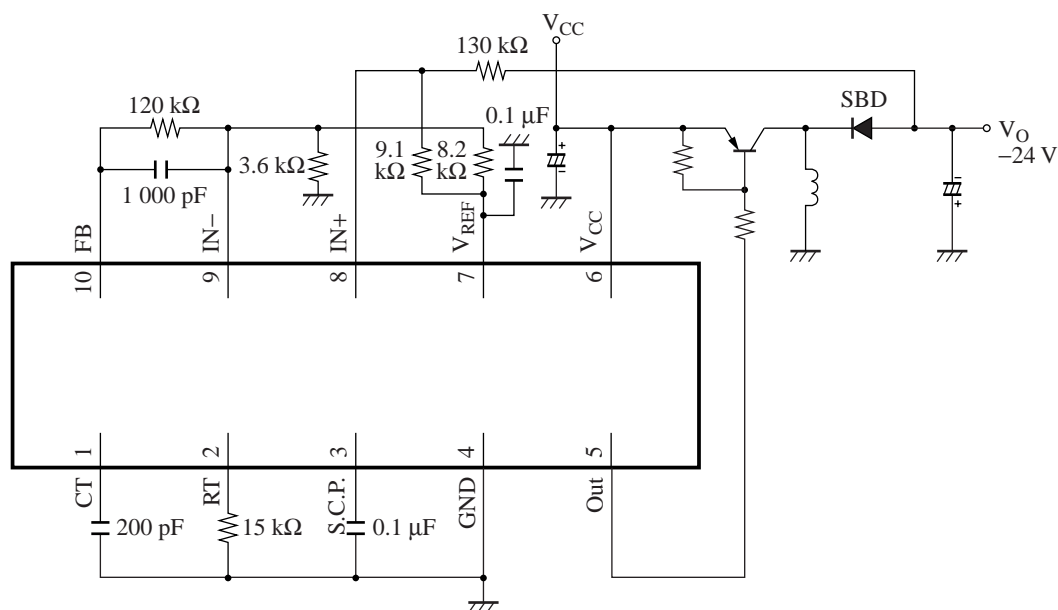 V_CC
130 kΩ
120 kΩ
0.1 µF
SBD
V_O
−24 V
3.6 kΩ
9.1 kΩ
8.2 kΩ
1 000 pF
FB
IN−
IN+
V_REF
V_CC
10
9
8
7
6
1
2
3
4
5
CT
RT
S.C.P.
GND
Out
200 pF
15 kΩ
0.1 µF
+
−
−
+